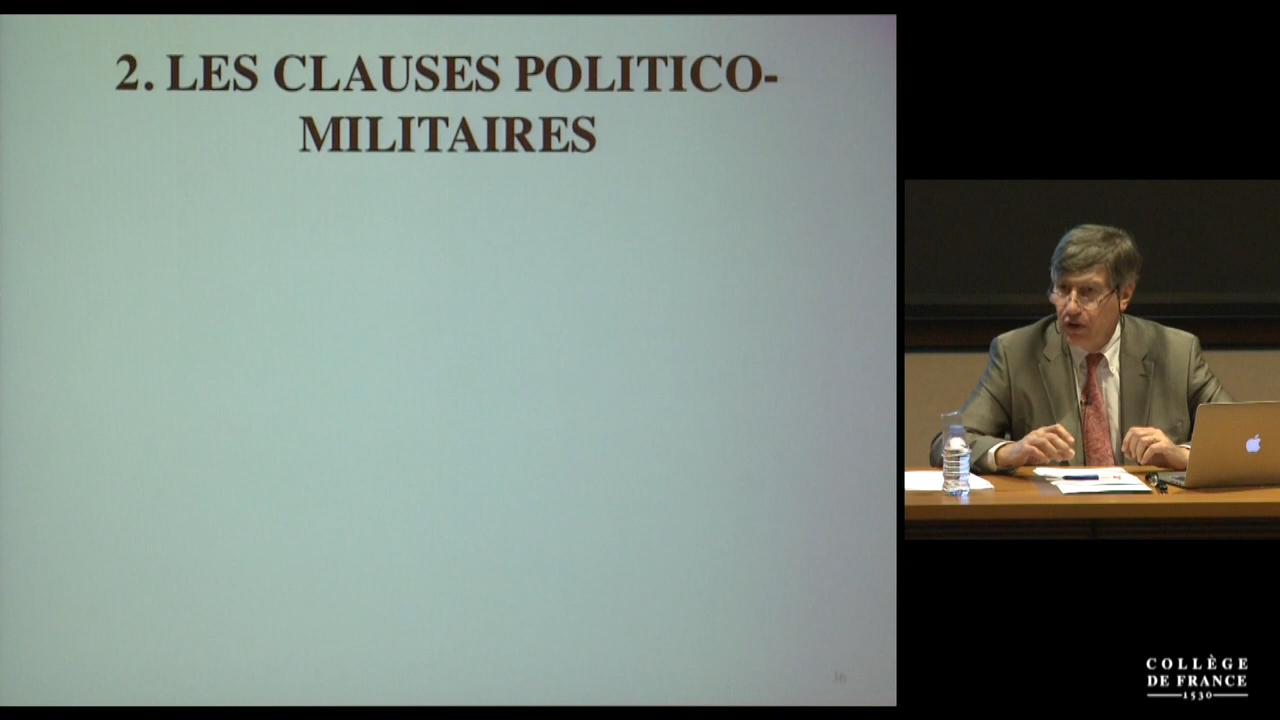 2. LES CLAUSES POLITICO-
MILITAIRES
COLLÈGE
DE FRANCE
1530